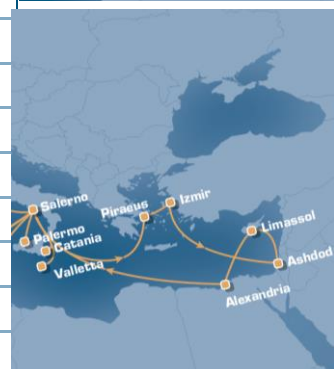 Salerno
Palermo
Catania
Valletta
Piraeus
Izmir
Limassol
Ashdod
Alexandria